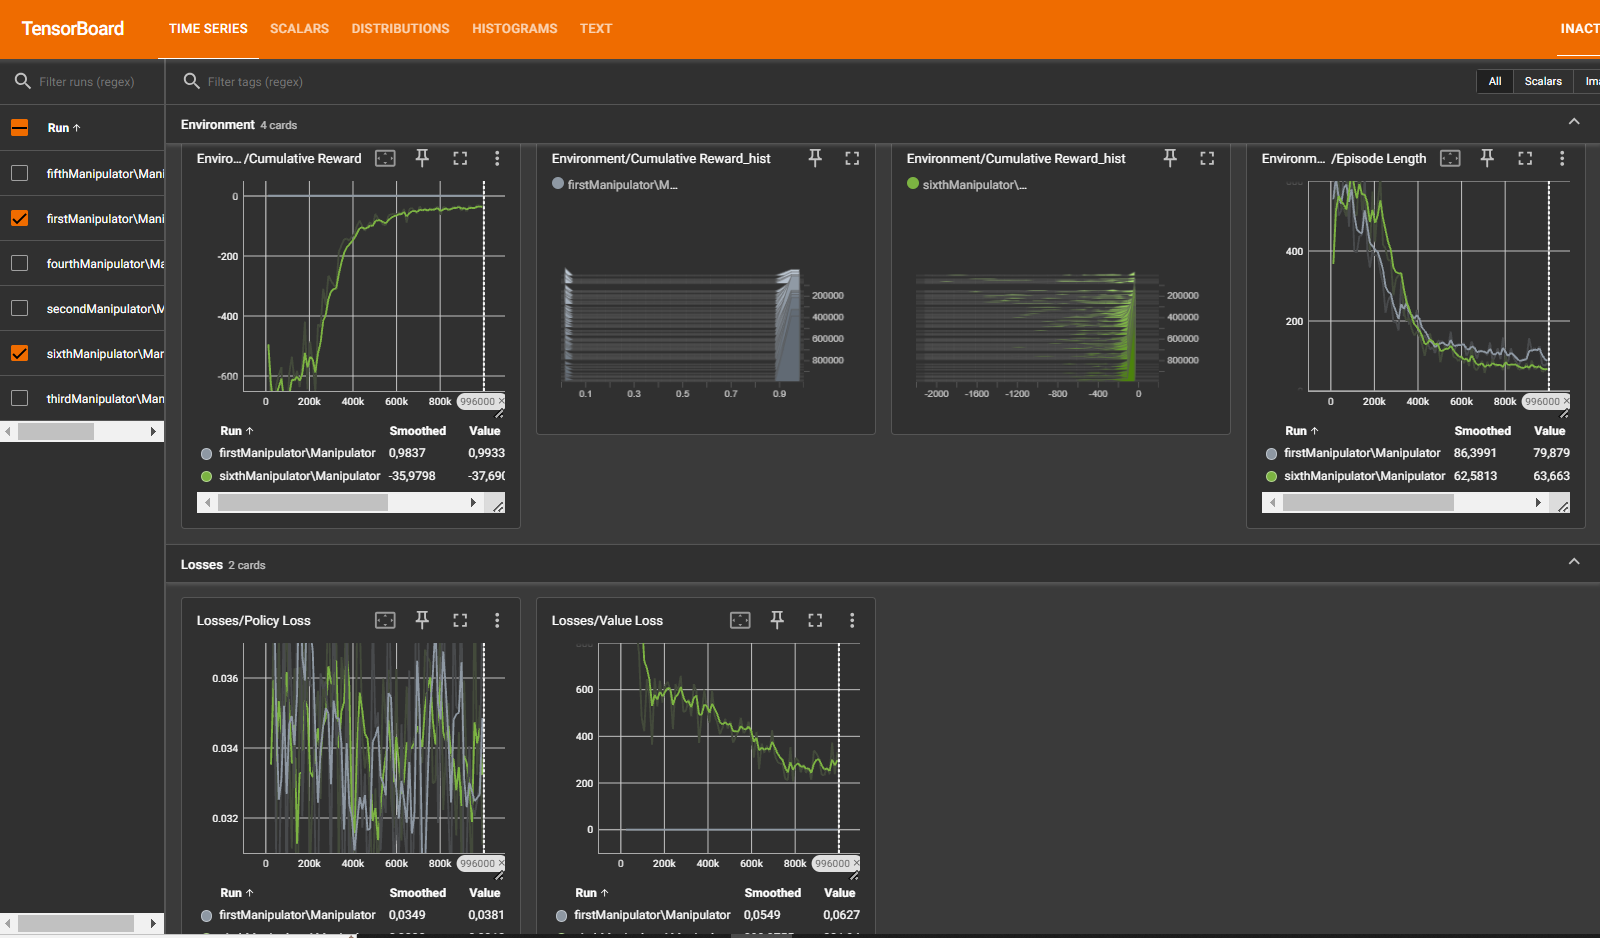 TensorBoard TIME SERIES SCALARS DISTRIBUTIONS HISTOGRAMS TEXT INACT
Filter runs (regex) Filter tags (regex) All Scalars Im
Run ↑
fifthManipulator\Mani
firstManipulator\Mani
fourthManipulator\Ma
secondManipulator\M
sixthManipulator\Mar
thirdManipulator\Man
Environment 4 cards
Enviro... /Cumulative Reward
0
-200
-400
-600
0 200k 400k 600k 800k 996000 ×
Run ↑ Smoothed Value
firstManipulator\Manipulator 0,9837 0,9933
sixthManipulator\Manipulator -35,9798 -37,690
Environment/Cumulative Reward_hist
firstManipulator\M...
200000
400000
600000
800000
0.1 0.3 0.5 0.7 0.9
Environment/Cumulative Reward_hist
sixthManipulator\...
200000
400000
600000
800000
-2000 -1600 -1200 -800 -400 0
Environm... /Episode Length
400
200
0 200k 400k 600k 800k 996000 ×
Run ↑ Smoothed Value
firstManipulator\Manipulator 86,3991 79,879
sixthManipulator\Manipulator 62,5813 63,663
Losses 2 cards
Losses/Policy Loss
0.036
0.034
0.032
0 200k 400k 600k 800k 996000 ×
Run ↑ Smoothed Value
firstManipulator\Manipulator 0,0349 0,0381
Losses/Value Loss
600
400
200
0
0 200k 400k 600k 800k 996000 ×
Run ↑ Smoothed Value
firstManipulator\Manipulator 0,0549 0,0627